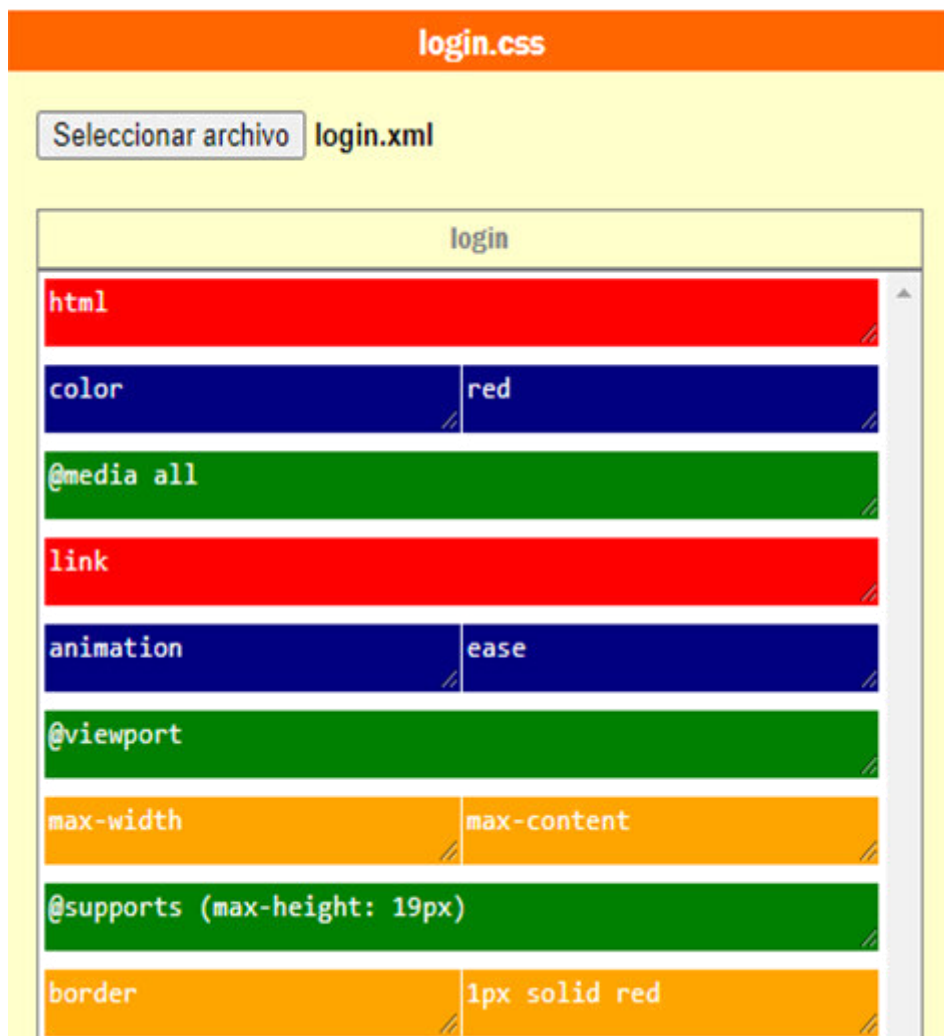 login.css
Seleccionar archivo login.xml
login
html
color red
@media all
link
animation ease
@viewport
max-width max-content
@supports (max-height: 19px)
border 1px solid red